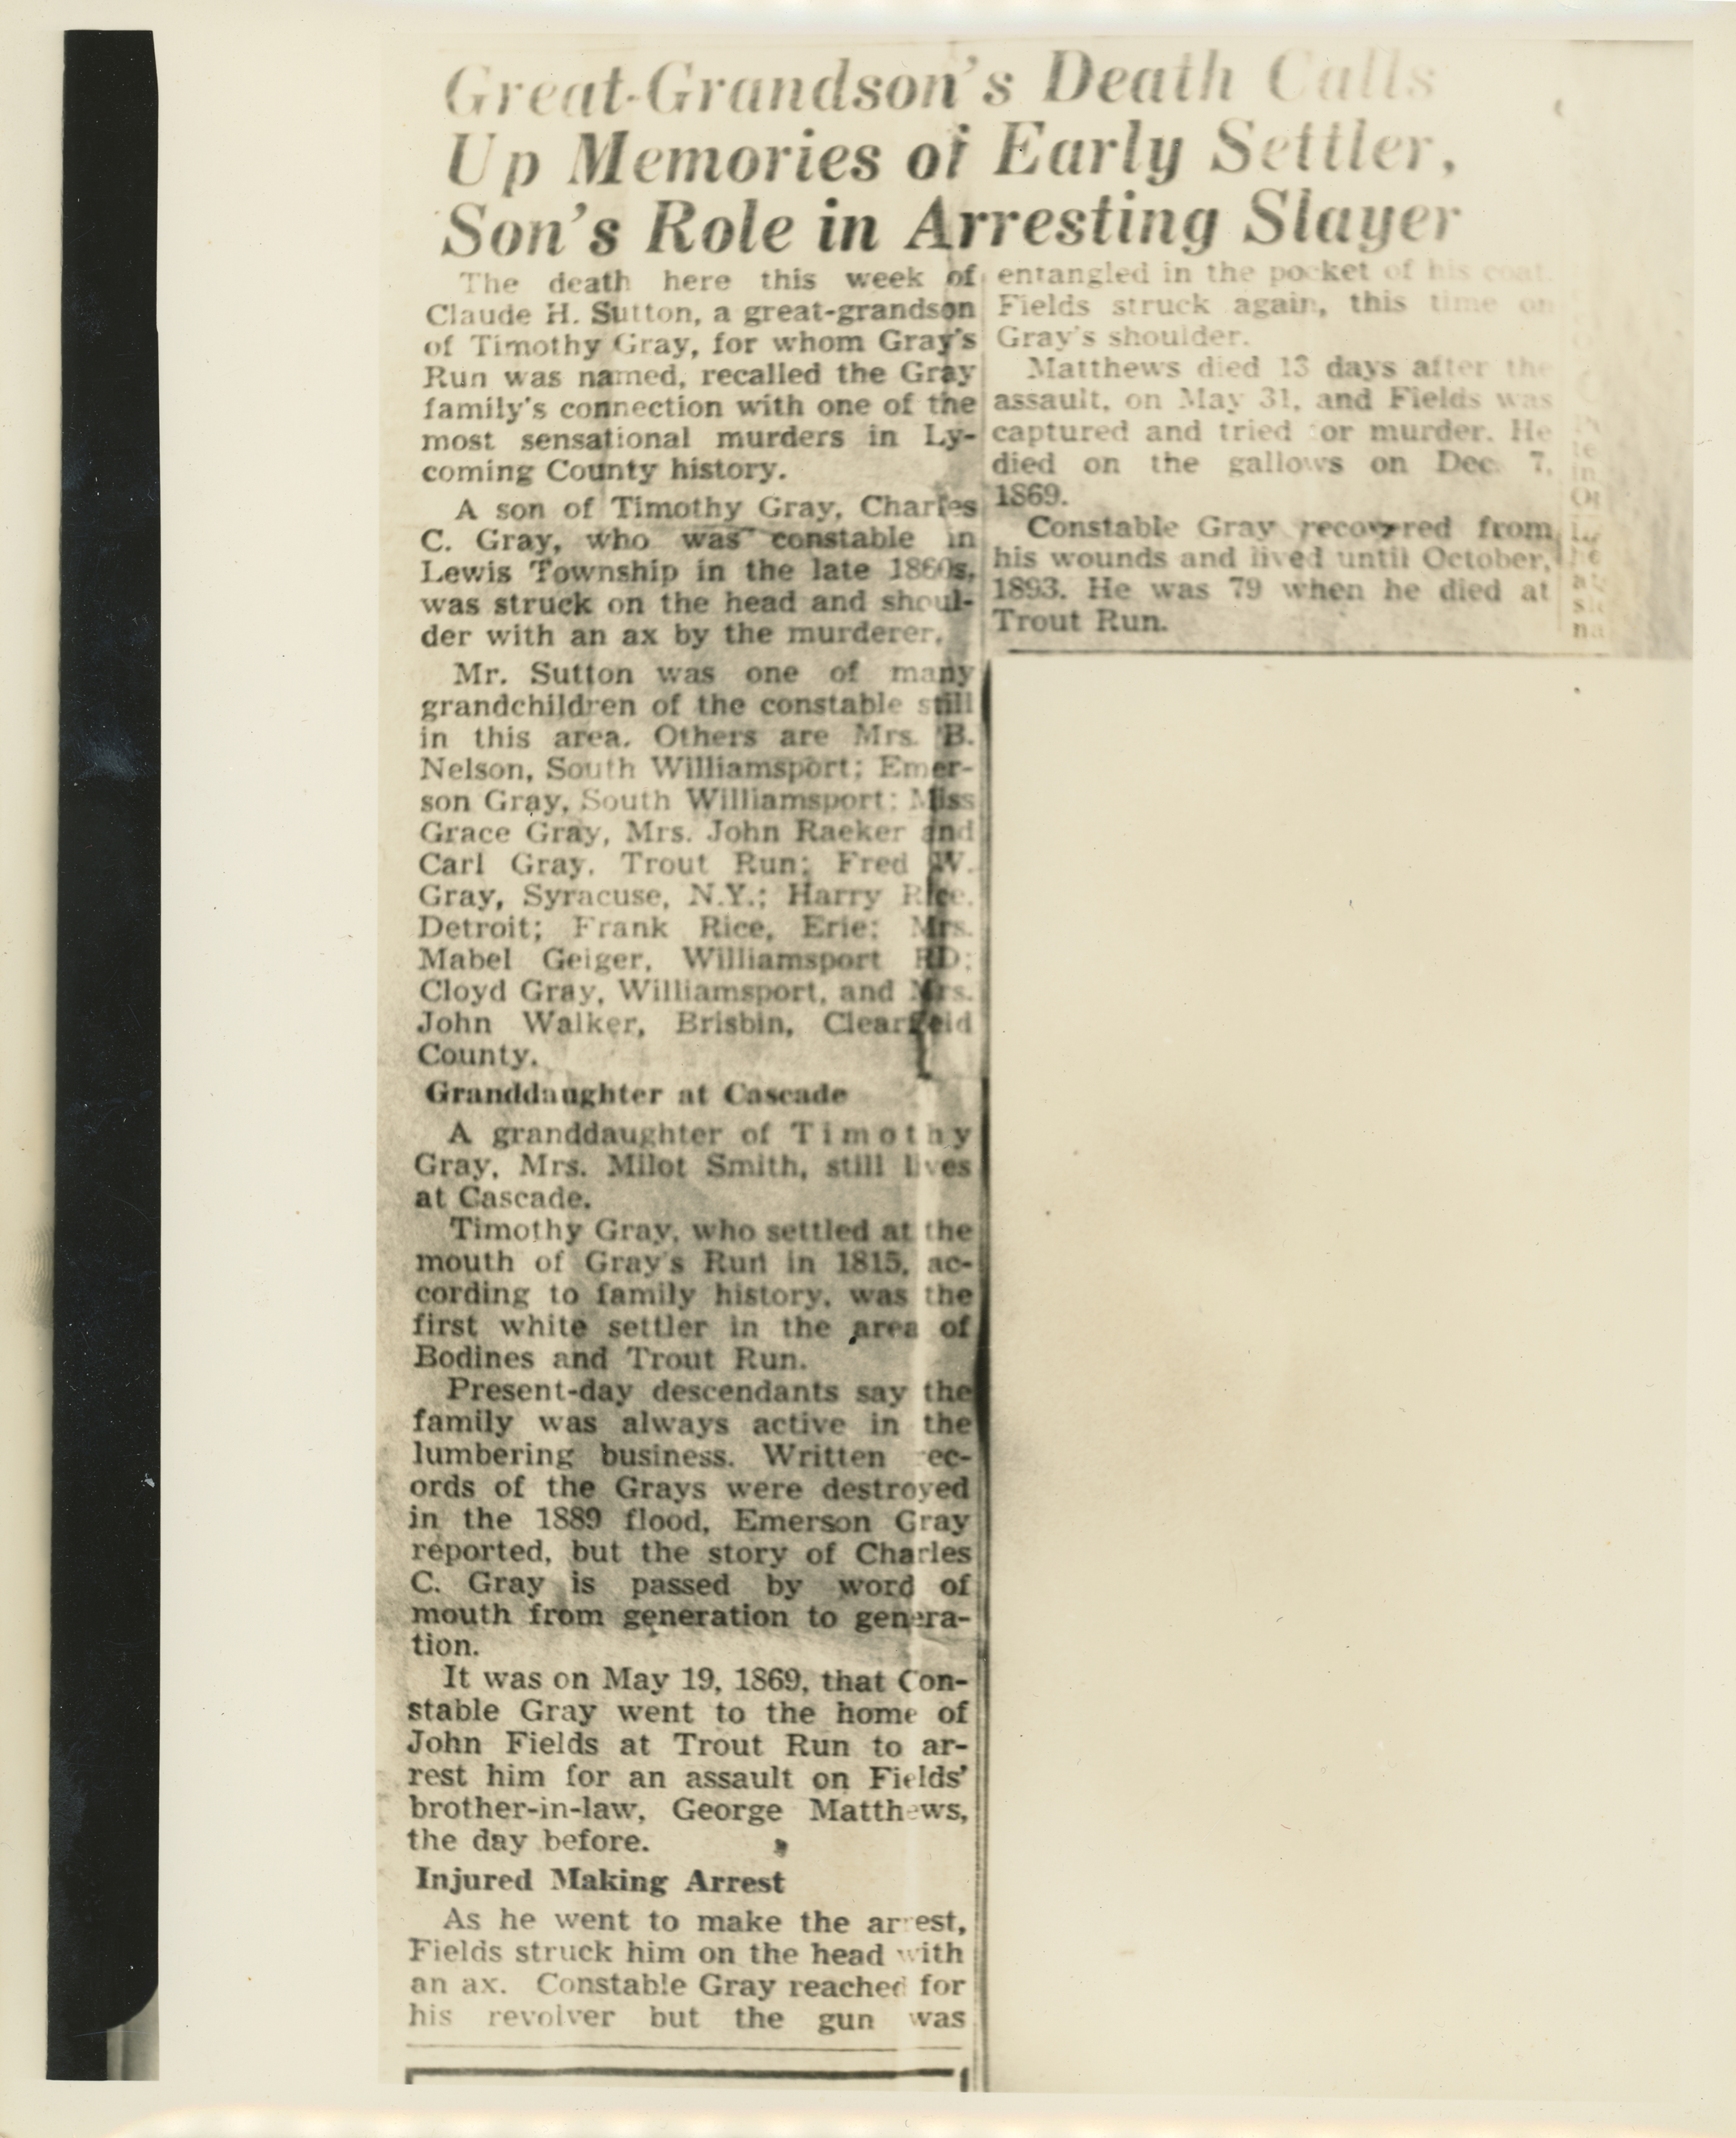 Great-Grandson's Death Calls
Up Memories of Early Settler,
Son's Role in Arresting Slayer
The death here this week of
Claude H. Sutton, a great-grandson
of Timothy Gray, for whom Gray's
Run was named, recalled the Gray
family's connection with one of the
most sensational murders in Ly-
coming County history.
A son of Timothy Gray, Charles
C. Gray, who was constable in
Lewis Township in the late 1860s,
was struck on the head and shoul-
der with an ax by the murderer.
Mr. Sutton was one of many
grandchildren of the constable still
in this area. Others are Mrs. B.
Nelson, South Williamsport; Emer-
son Gray, South Williamsport; Miss
Grace Gray, Mrs. John Raeker and
Carl Gray, Trout Run; Fred W.
Gray, Syracuse, N.Y.; Harry Rice,
Detroit; Frank Rice, Erie; Mrs.
Mabel Geiger, Williamsport RD;
Cloyd Gray, Williamsport, and Mrs.
John Walker, Brisbin, Clearfield
County.
Granddaughter at Cascade
A granddaughter of Timothy
Gray, Mrs. Milot Smith, still lives
at Cascade.
Timothy Gray, who settled at the
mouth of Gray's Run in 1815, ac-
cording to family history, was the
first white settler in the area of
Bodines and Trout Run.
Present-day descendants say the
family was always active in the
lumbering business. Written rec-
ords of the Grays were destroyed
in the 1889 flood, Emerson Gray
reported, but the story of Charles
C. Gray is passed by word of
mouth from generation to genera-
tion.
It was on May 19, 1869, that Con-
stable Gray went to the home of
John Fields at Trout Run to ar-
rest him for an assault on Fields'
brother-in-law, George Matthews,
the day before.
Injured Making Arrest
As he went to make the arrest,
Fields struck him on the head with
an ax. Constable Gray reached for
his revolver but the gun was
entangled in the pocket of his coat.
Fields struck again, this time on
Gray's shoulder.
Matthews died 13 days after the
assault, on May 31, and Fields was
captured and tried for murder. He
died on the gallows on Dec. 7,
1869.
Constable Gray recovered from
his wounds and lived until October,
1893. He was 79 when he died at
Trout Run.